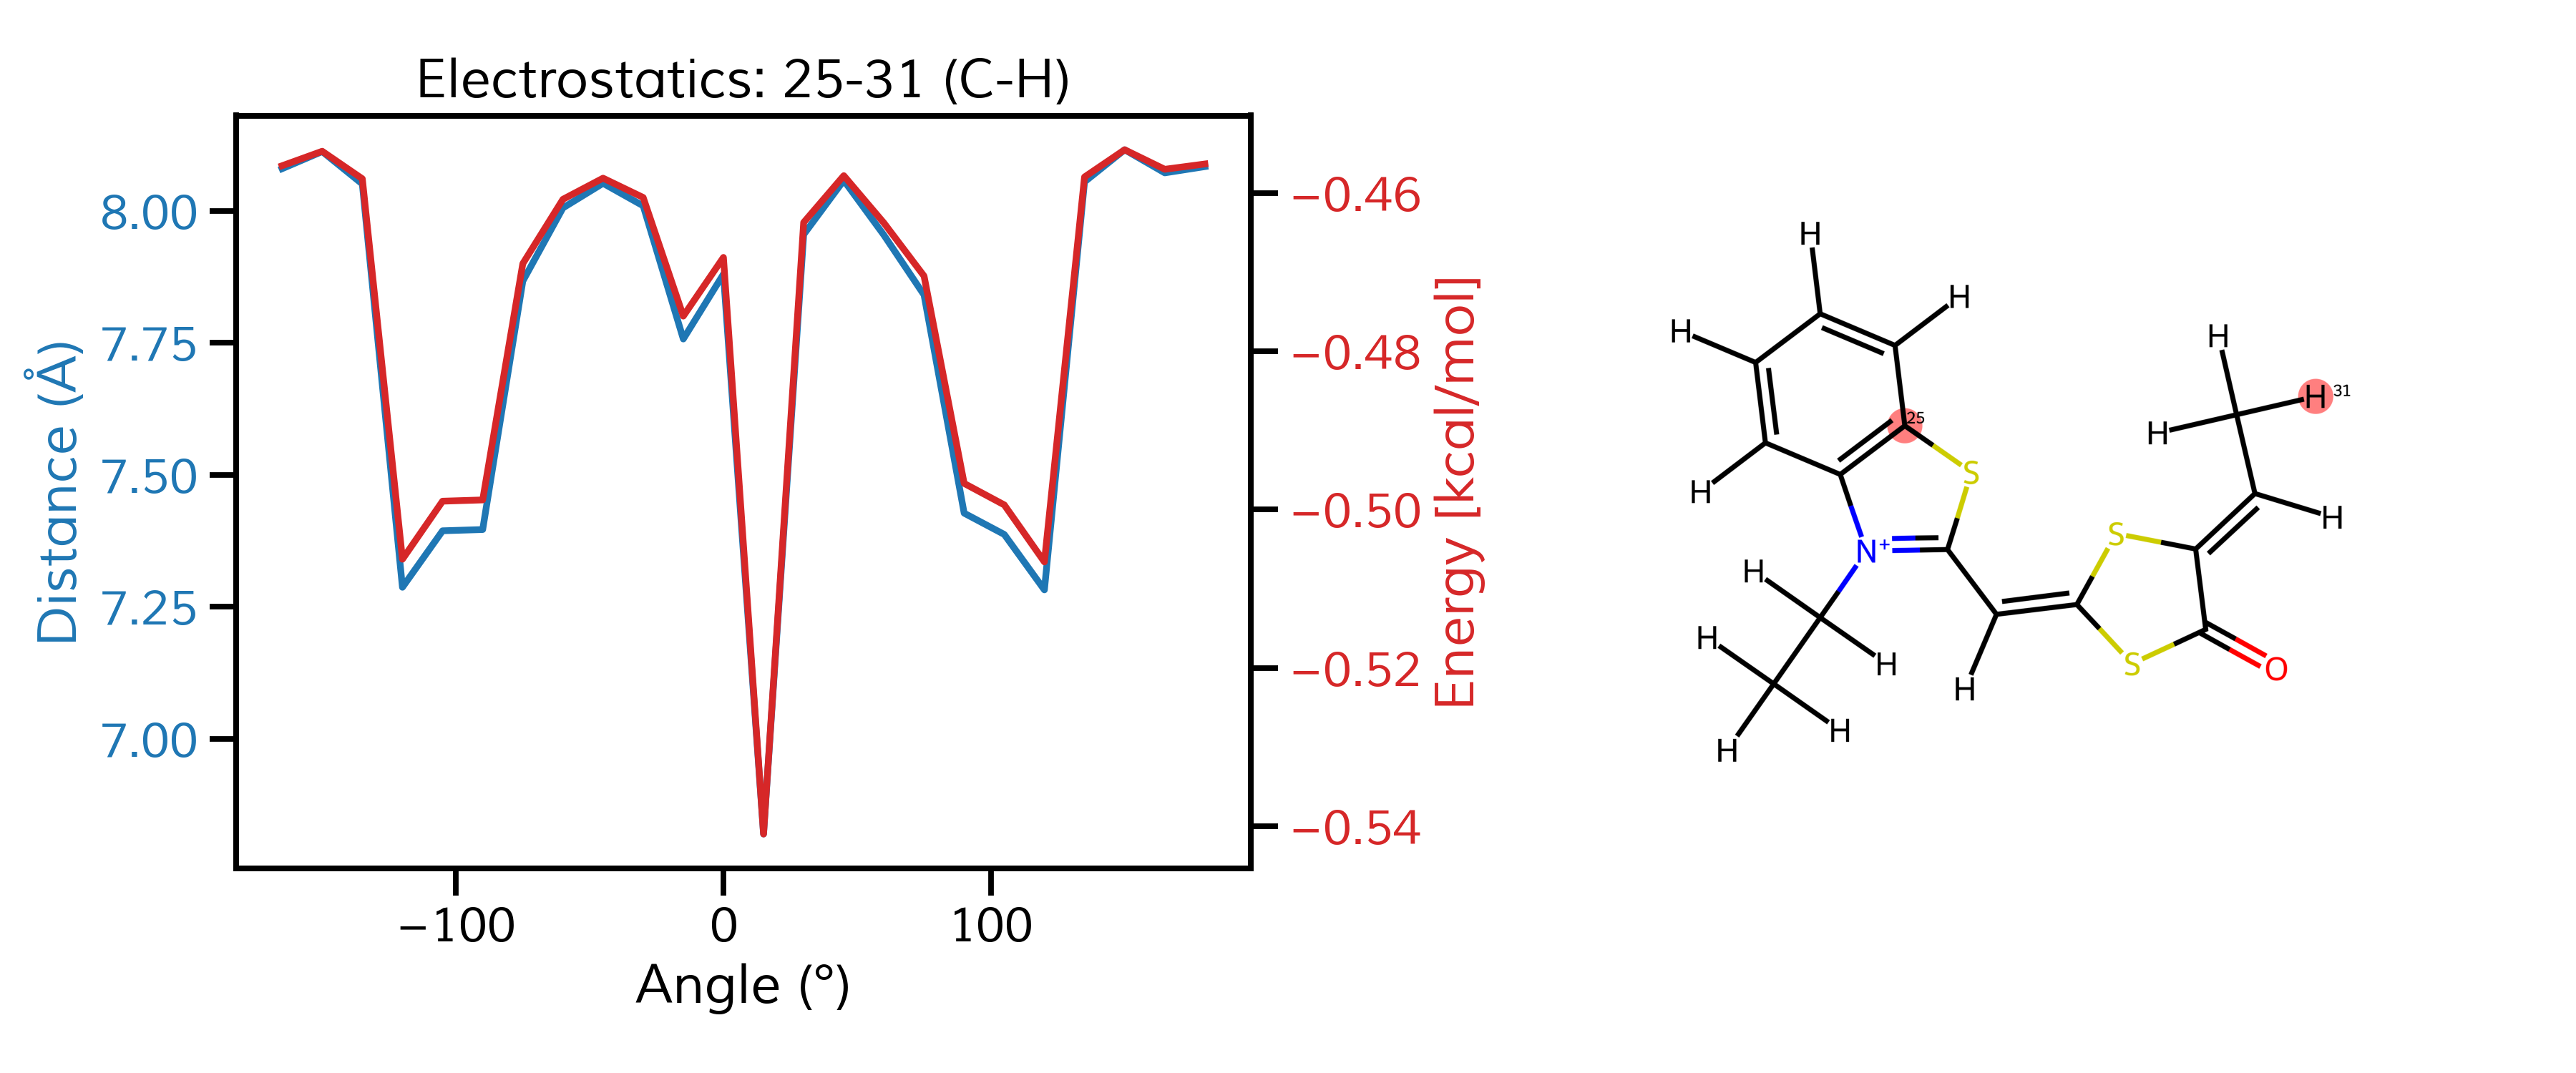 Electrostatics: 25-31 (C-H)
Distance (Å)
8.00
7.75
7.50
7.25
7.00
−0.46
−0.48
−0.50
−0.52
−0.54
Energy [kcal/mol]
−100
0
100
Angle (°)
H
H
H
H
H
H 31
25
H
S
H
H
S
N+
H
H
H
S
O
H
H
H